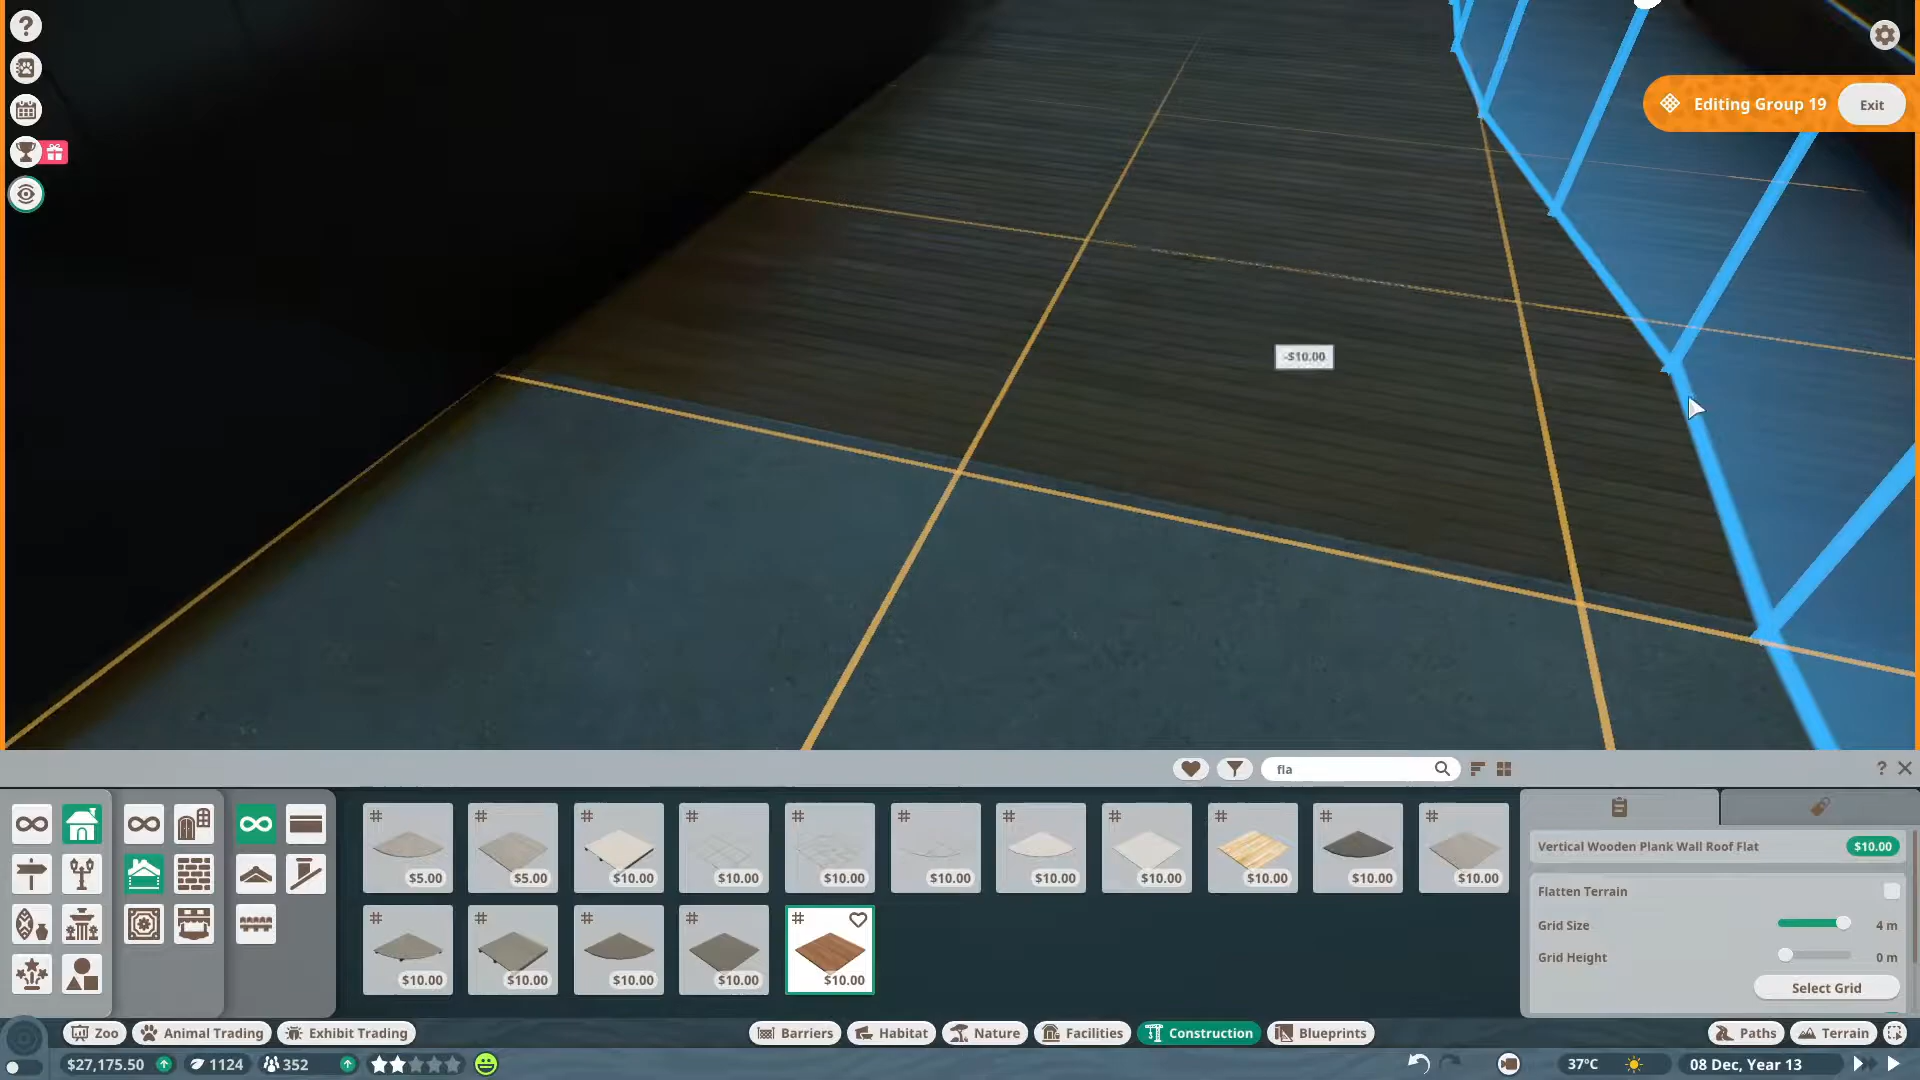 ?
Editing Group 19
Exit
-$10.00
fla
?
$5.00
$5.00
$10.00
$10.00
$10.00
$10.00
$10.00
$10.00
$10.00
$10.00
$10.00
$10.00
$10.00
$10.00
$10.00
$10.00
Vertical Wooden Plank Wall Roof Flat $10.00
Flatten Terrain
Grid Size 4 m
Grid Height 0 m
Select Grid
Zoo Animal Trading Exhibit Trading Barriers Habitat Nature Facilities Construction Blueprints Paths Terrain
$27,175.50 1124 352 37°C 08 Dec, Year 13